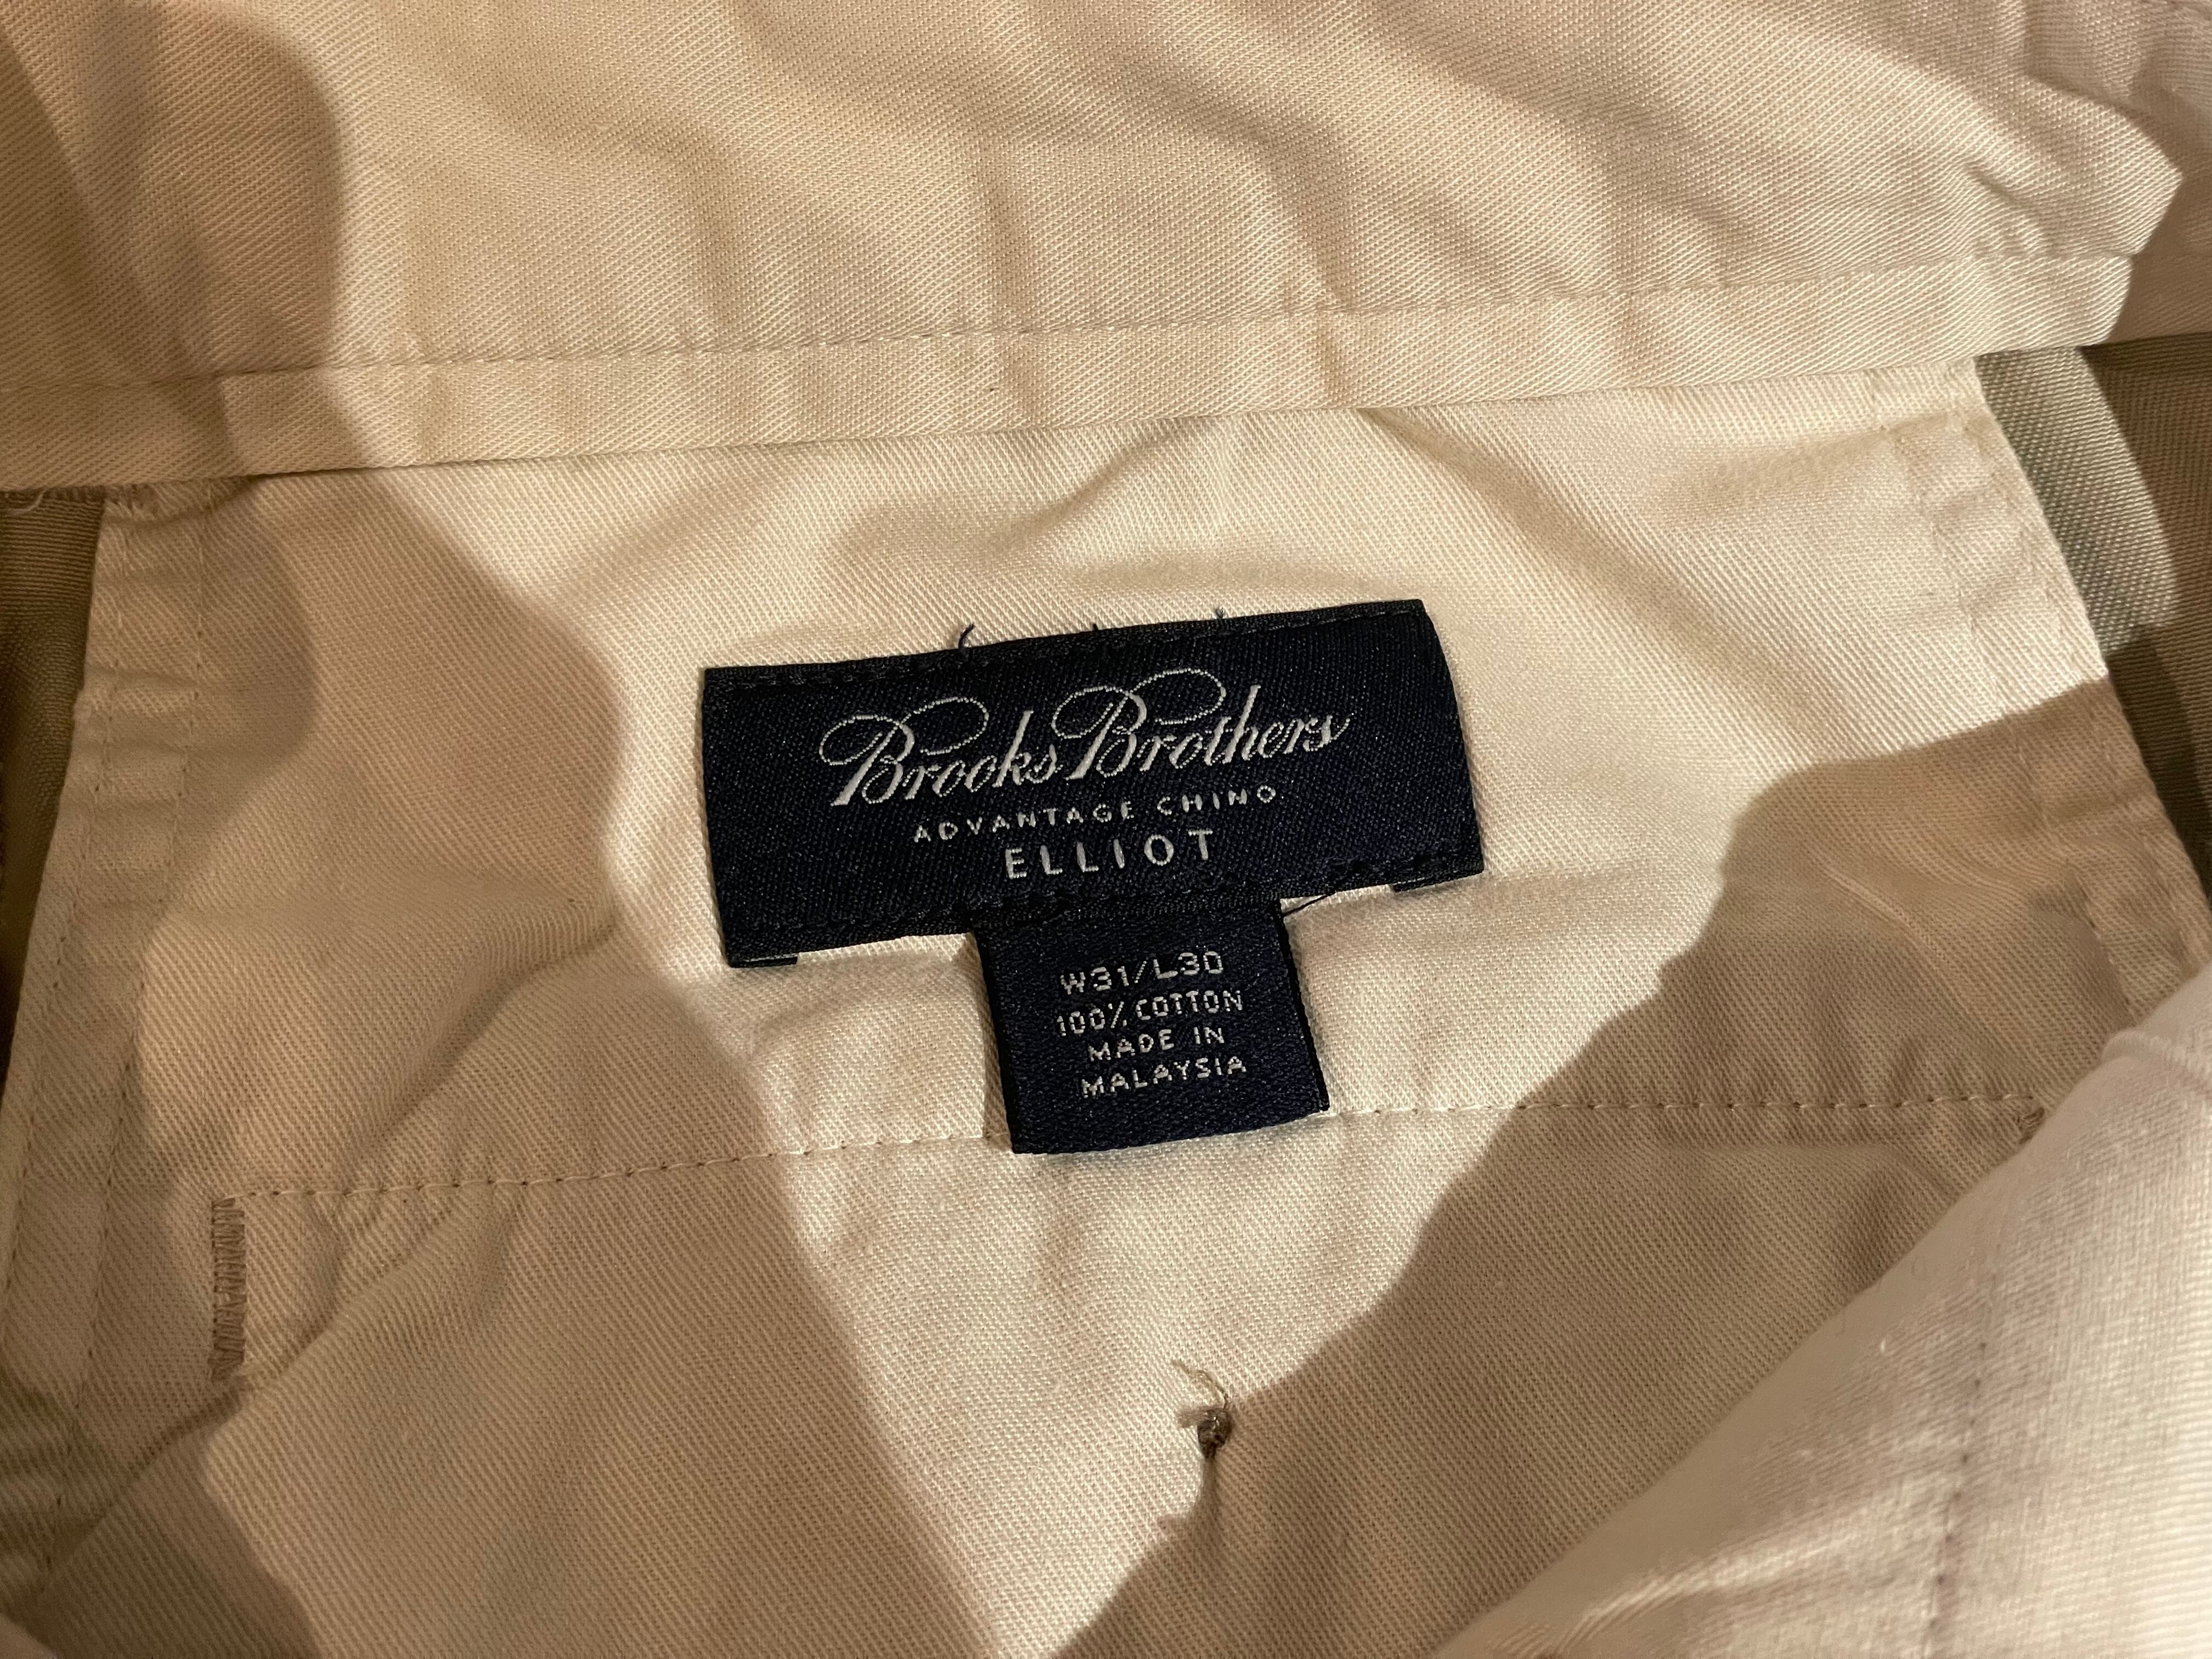 Brooks Brothers
ADVANTAGE CHINO
ELLIOT
W31/L30
100% COTTON
MADE IN
MALAYSIA